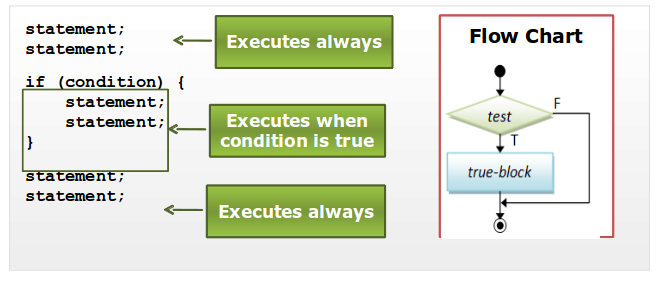 statement;
statement;
Executes always
if (condition) {
statement;
statement;
}
Executes when
condition is true
statement;
statement;
Executes always
Flow Chart
test
F
T
true-block